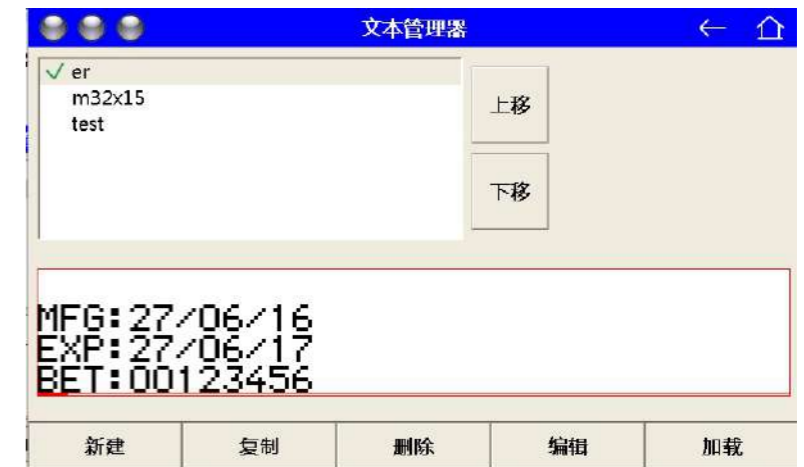 文本管理器
er
m32x15
test
上移
下移
MFG:27/06/16
EXP:27/06/17
BET:00123456
新建 复制 删除 编辑 加载